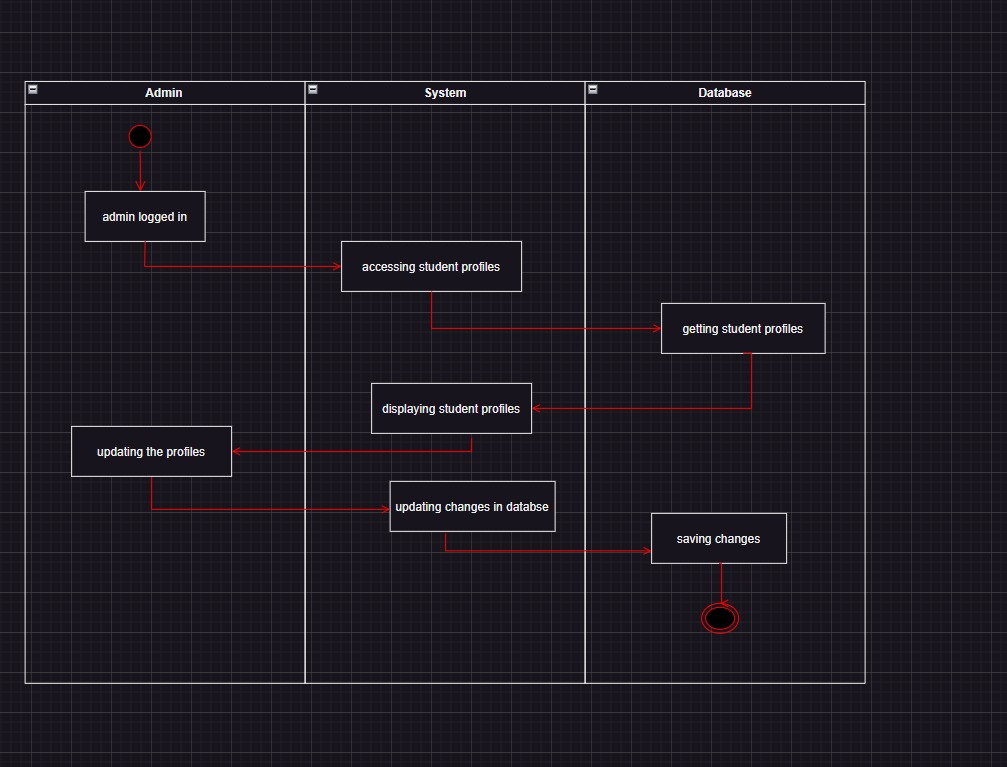 Admin
System
Database
admin logged in
accessing student profiles
getting student profiles
displaying student profiles
updating the profiles
updating changes in databse
saving changes